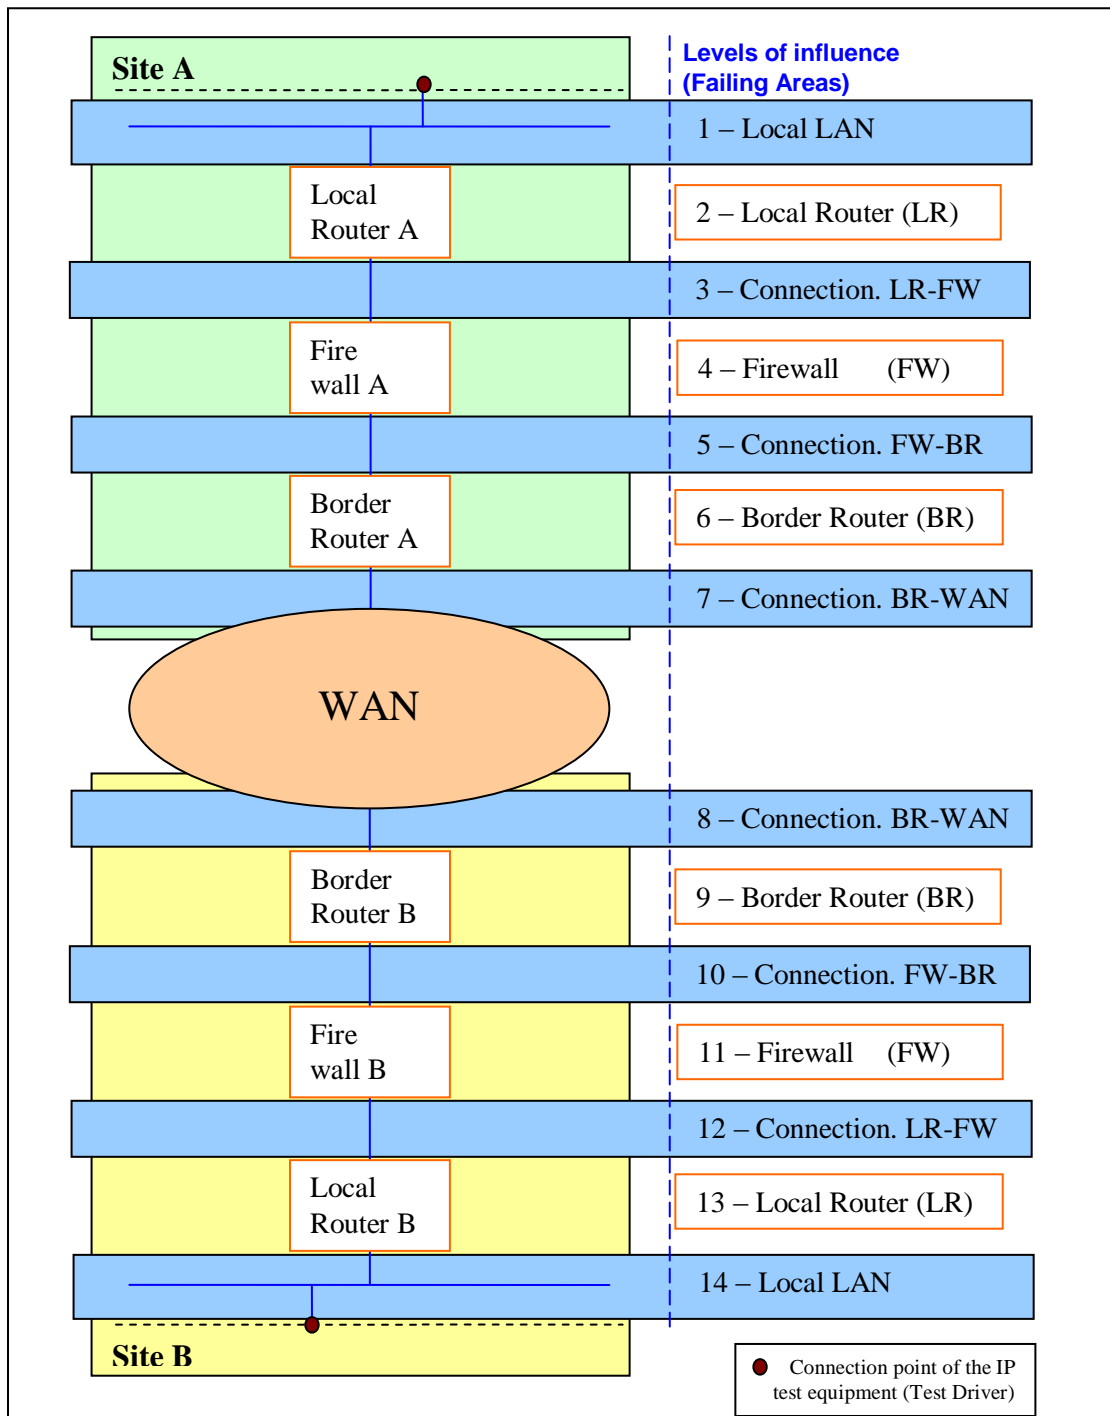 Site A
Levels of influence
(Failing Areas)
1 – Local LAN
Local
Router A
2 – Local Router (LR)
3 – Connection. LR-FW
Fire
wall A
4 – Firewall (FW)
5 – Connection. FW-BR
Border
Router A
6 – Border Router (BR)
7 – Connection. BR-WAN
WAN
8 – Connection. BR-WAN
Border
Router B
9 – Border Router (BR)
10 – Connection. FW-BR
Fire
wall B
11 – Firewall (FW)
12 – Connection. LR-FW
Local
Router B
13 – Local Router (LR)
14 – Local LAN
Site B
Connection point of the IP
test equipment (Test Driver)